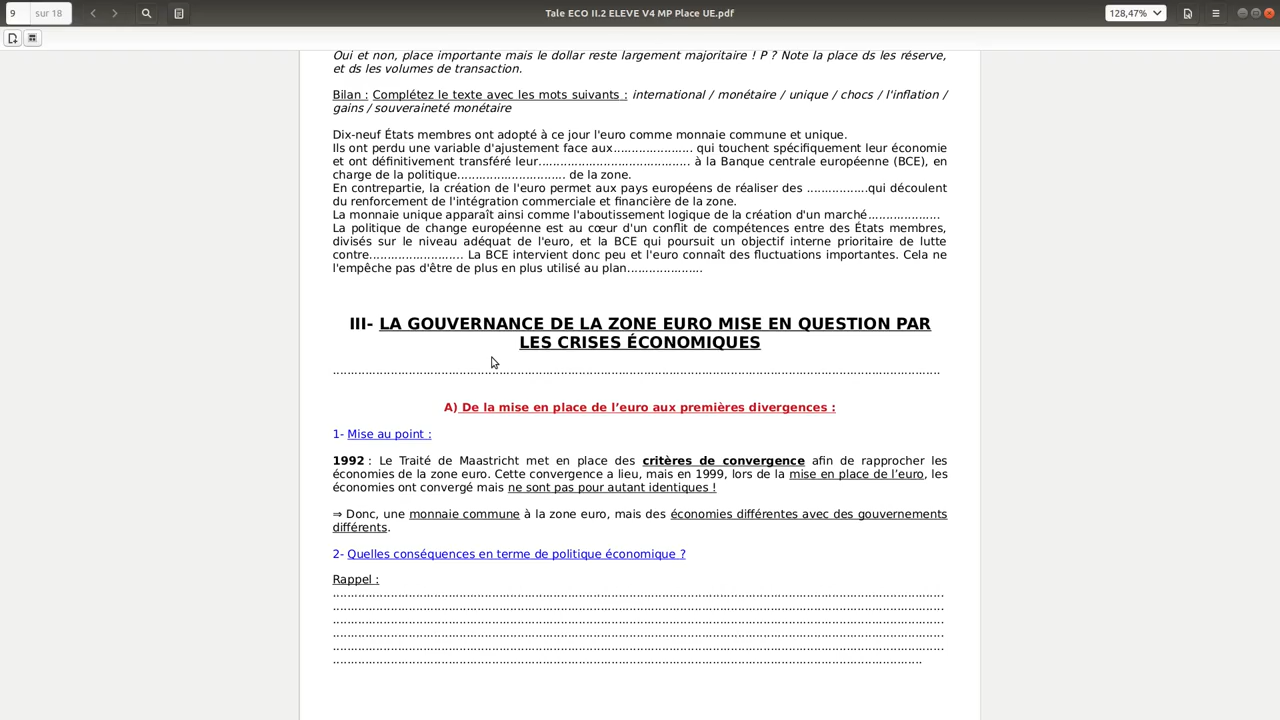 9 sur 18 Tale ECO II.2 ELEVE V4 MP Place UE.pdf 128,47%
Oui et non, place importante mais le dollar reste largement majoritaire ! P ? Note la place ds les réserve,
et ds les volumes de transaction.
Bilan : Complétez le texte avec les mots suivants : international / monétaire / unique / chocs / l'inflation /
gains / souveraineté monétaire
Dix-neuf États membres ont adopté à ce jour l'euro comme monnaie commune et unique.
Ils ont perdu une variable d'ajustement face aux...................... qui touchent spécifiquement leur économie
et ont définitivement transféré leur.......................................... à la Banque centrale européenne (BCE), en
charge de la politique.............................. de la zone.
En contrepartie, la création de l'euro permet aux pays européens de réaliser des .................qui découlent
du renforcement de l'intégration commerciale et financière de la zone.
La monnaie unique apparaît ainsi comme l'aboutissement logique de la création d'un marché....................
La politique de change européenne est au cœur d'un conflit de compétences entre des États membres,
divisés sur le niveau adéquat de l'euro, et la BCE qui poursuit un objectif interne prioritaire de lutte
contre.......................... La BCE intervient donc peu et l'euro connaît des fluctuations importantes. Cela ne
l'empêche pas d'être de plus en plus utilisé au plan.....................
III- LA GOUVERNANCE DE LA ZONE EURO MISE EN QUESTION PAR
LES CRISES ÉCONOMIQUES
A) De la mise en place de l’euro aux premières divergences :
1- Mise au point :
1992 : Le Traité de Maastricht met en place des critères de convergence afin de rapprocher les
économies de la zone euro. Cette convergence a lieu, mais en 1999, lors de la mise en place de l’euro, les
économies ont convergé mais ne sont pas pour autant identiques !
⇒ Donc, une monnaie commune à la zone euro, mais des économies différentes avec des gouvernements
différents.
2- Quelles conséquences en terme de politique économique ?
Rappel :